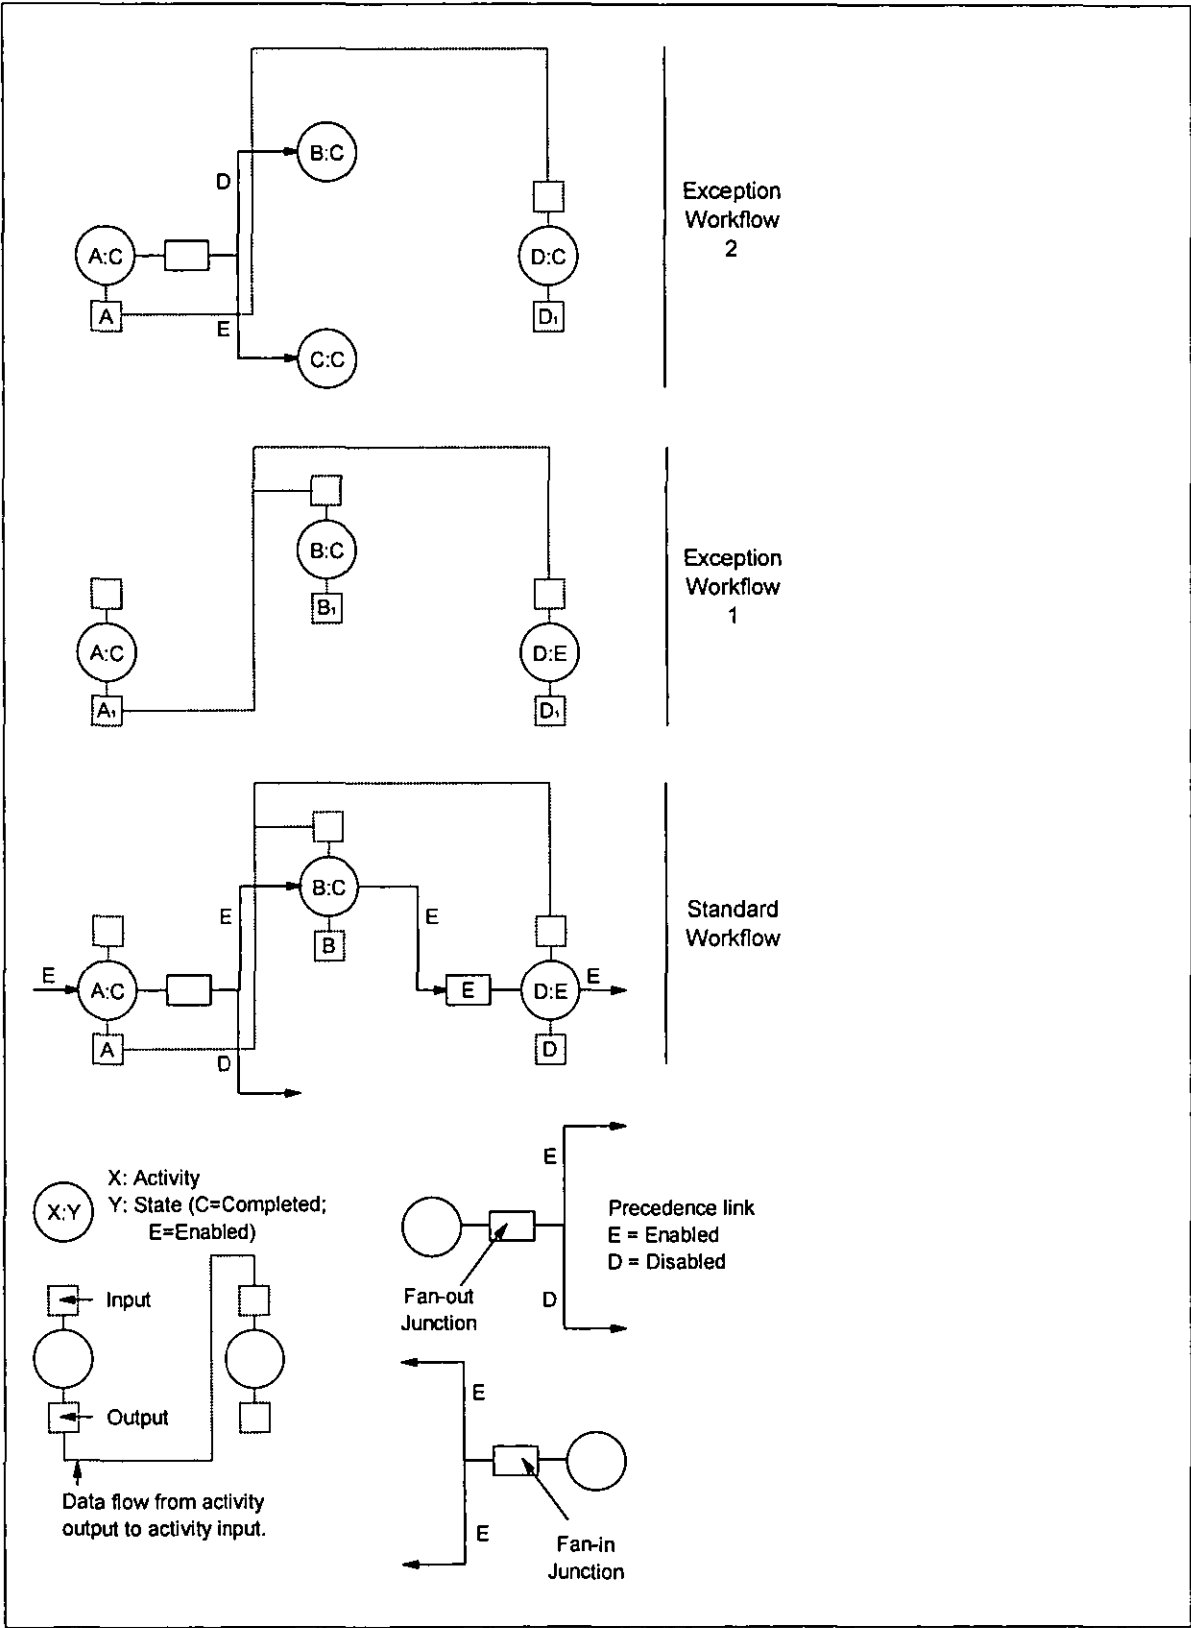 B:C
D
Exception
Workflow
2
A:C
D:C
A
E
D₁
C:C
B:C
Exception
Workflow
1
B₁
A:C
D:E
A₁
D₁
B:C
E
E
B
Standard
Workflow
E
A:C
E
D:E
E
A
D
D
E
X:Y
X: Activity
Y: State (C=Completed;
E=Enabled)
Precedence link
E = Enabled
D = Disabled
Input
Fan-out
Junction
D
Output
E
Data flow from activity
output to activity input.
E
Fan-in
Junction